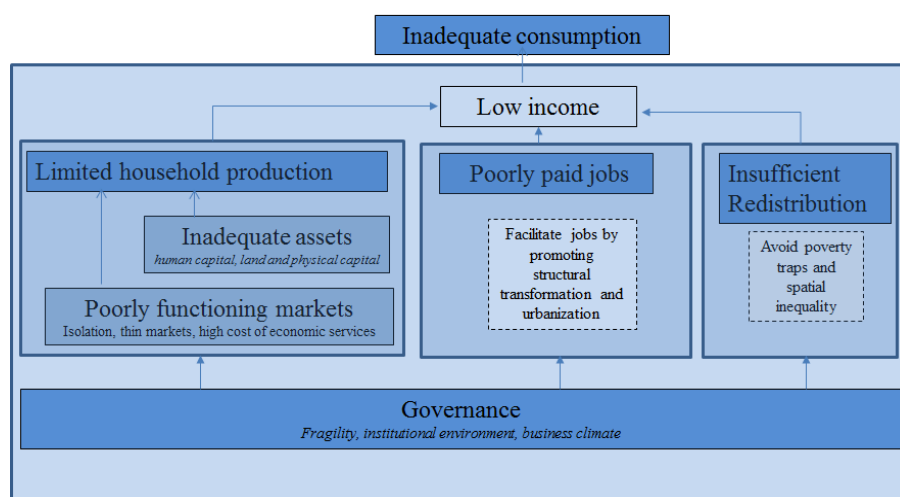 Inadequate consumption
Low income
Limited household production
Inadequate assets
human capital, land and physical capital
Poorly functioning markets
Isolation, thin markets, high cost of economic services
Poorly paid jobs
Facilitate jobs by
promoting
structural
transformation and
urbanization
Insufficient
Redistribution
Avoid poverty
traps and
spatial
inequality
Governance
Fragility, institutional environment, business climate